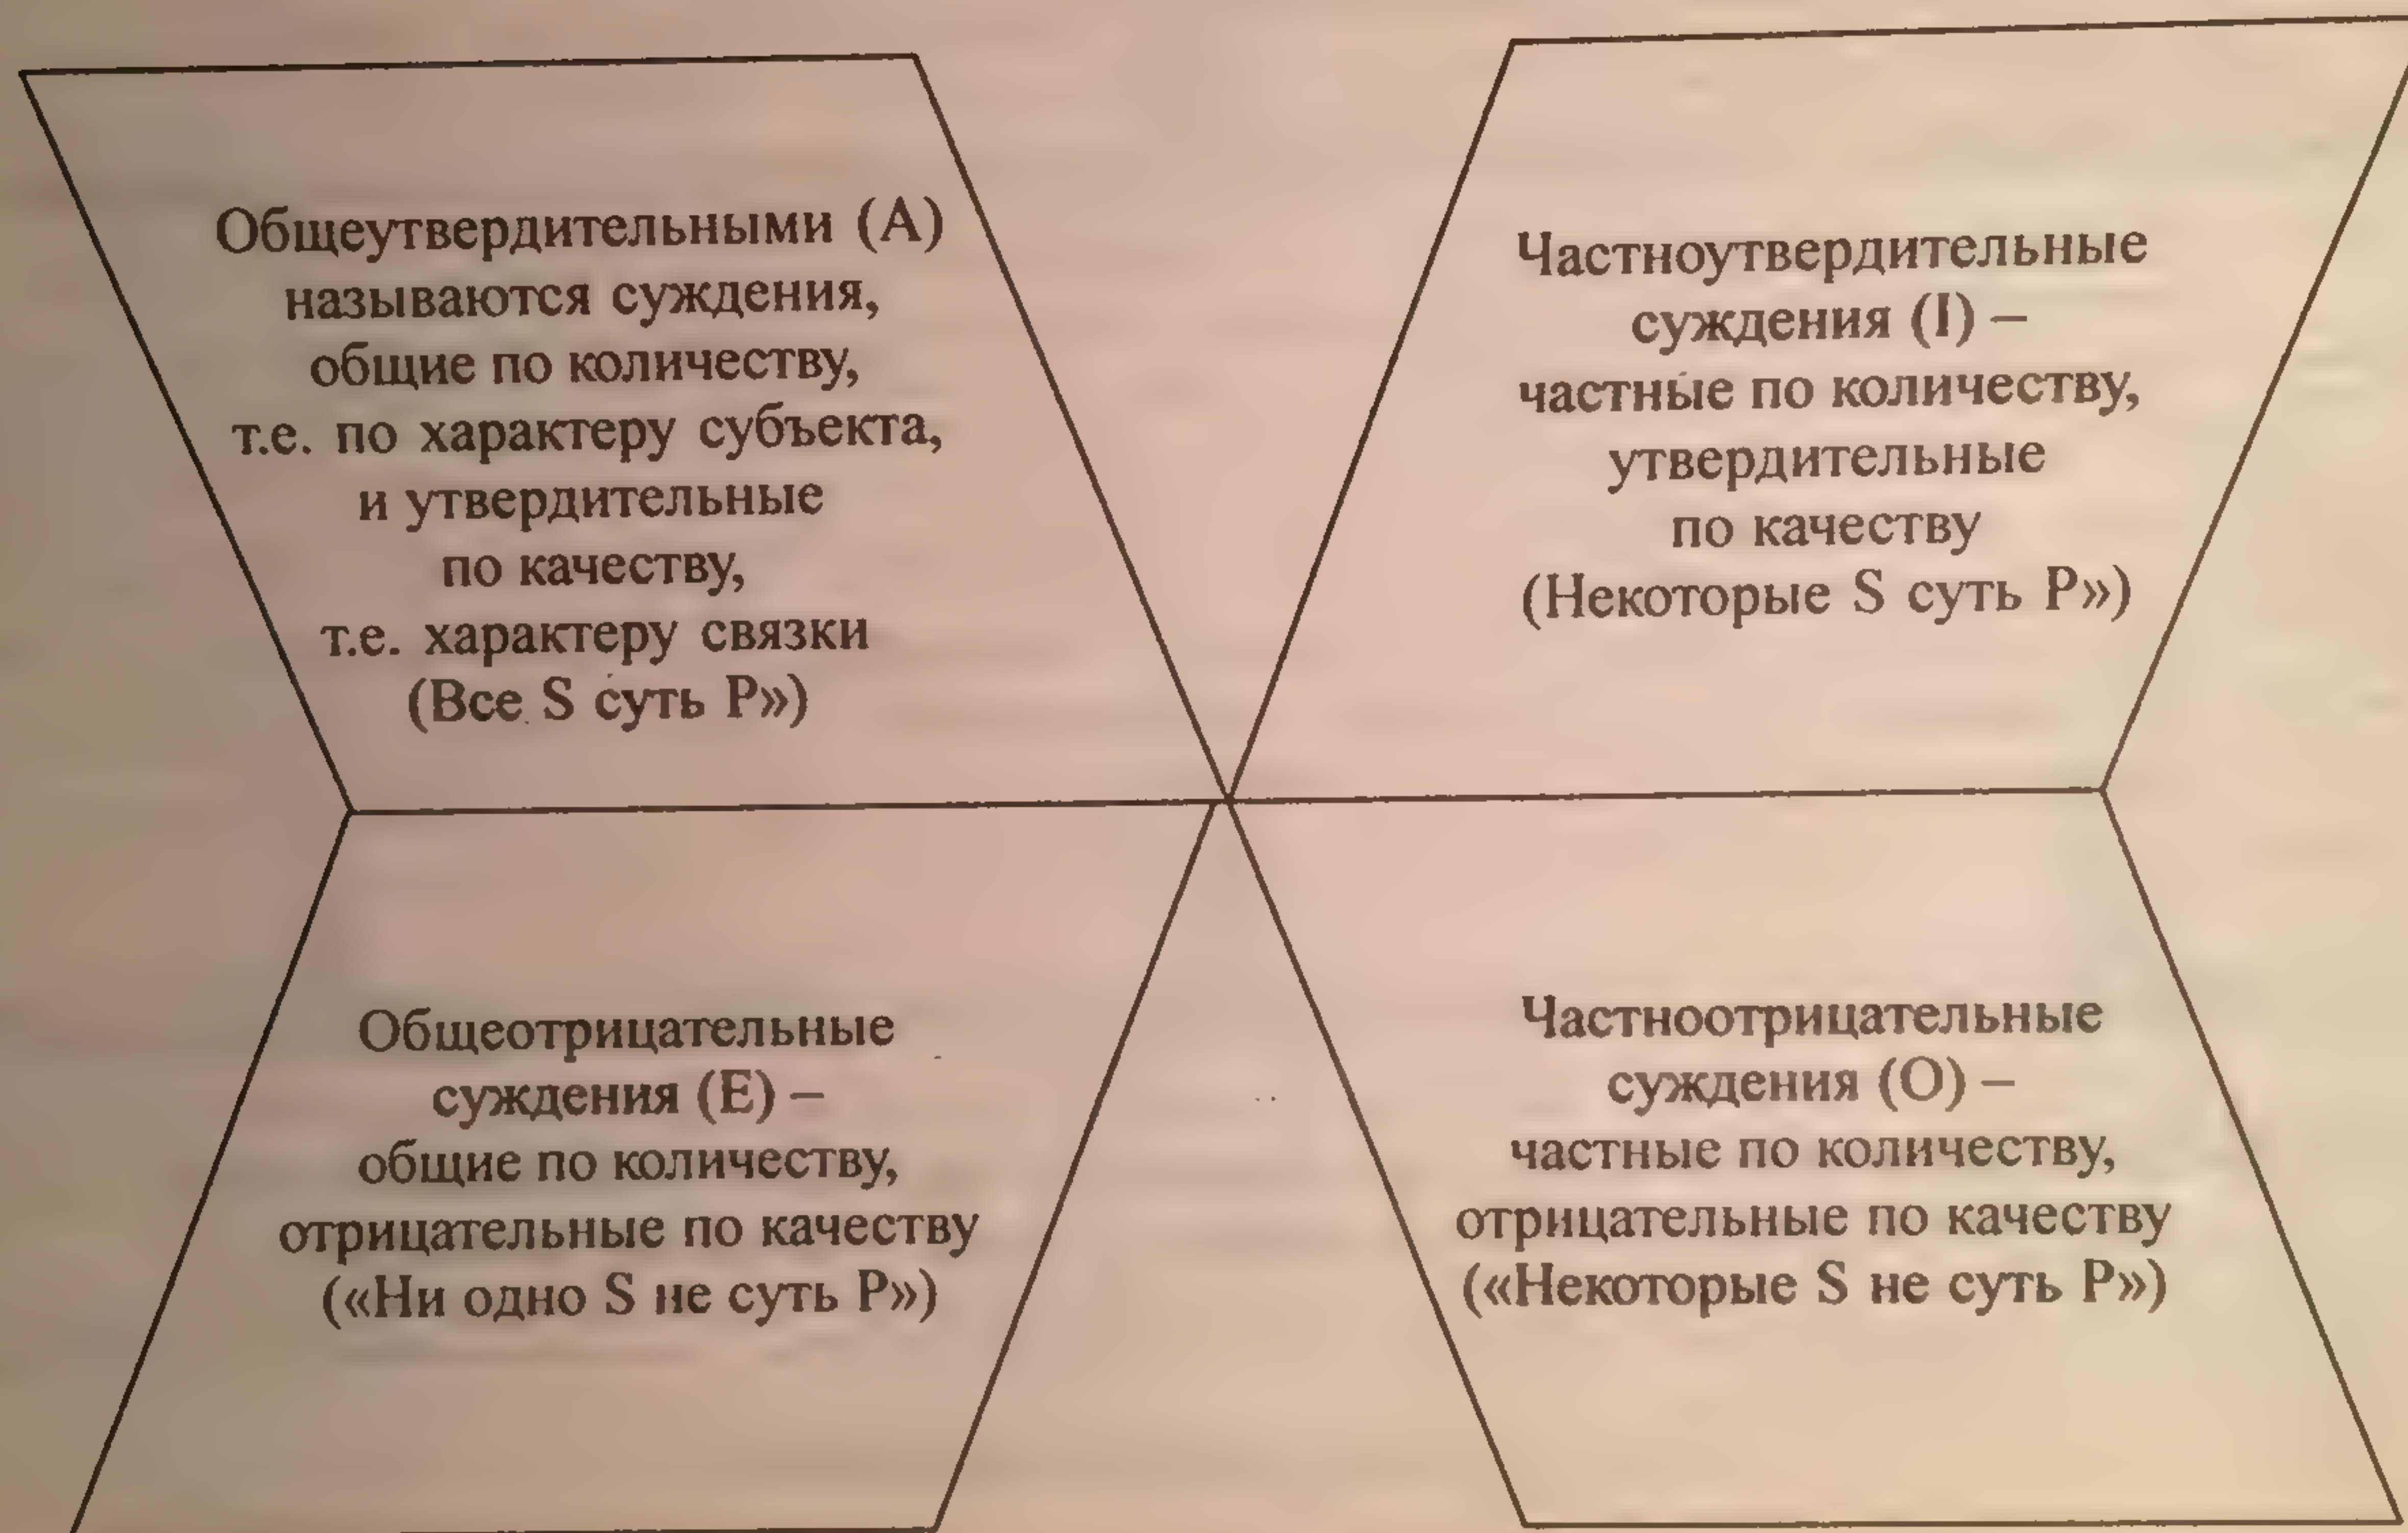 Общеутвердительными (А)
называются суждения,
общие по количеству,
т.е. по характеру субъекта,
и утвердительные
по качеству,
т.е. характеру связки
(Все S суть P»)
Частноутвердительные
суждения (I) –
частные по количеству,
утвердительные
по качеству
(Некоторые S суть P»)
Общеотрицательные
суждения (Е) –
общие по количеству,
отрицательные по качеству
(«Ни одно S не суть P»)
Частноотрицательные
суждения (О) –
частные по количеству,
отрицательные по качеству
(«Некоторые S не суть P»)